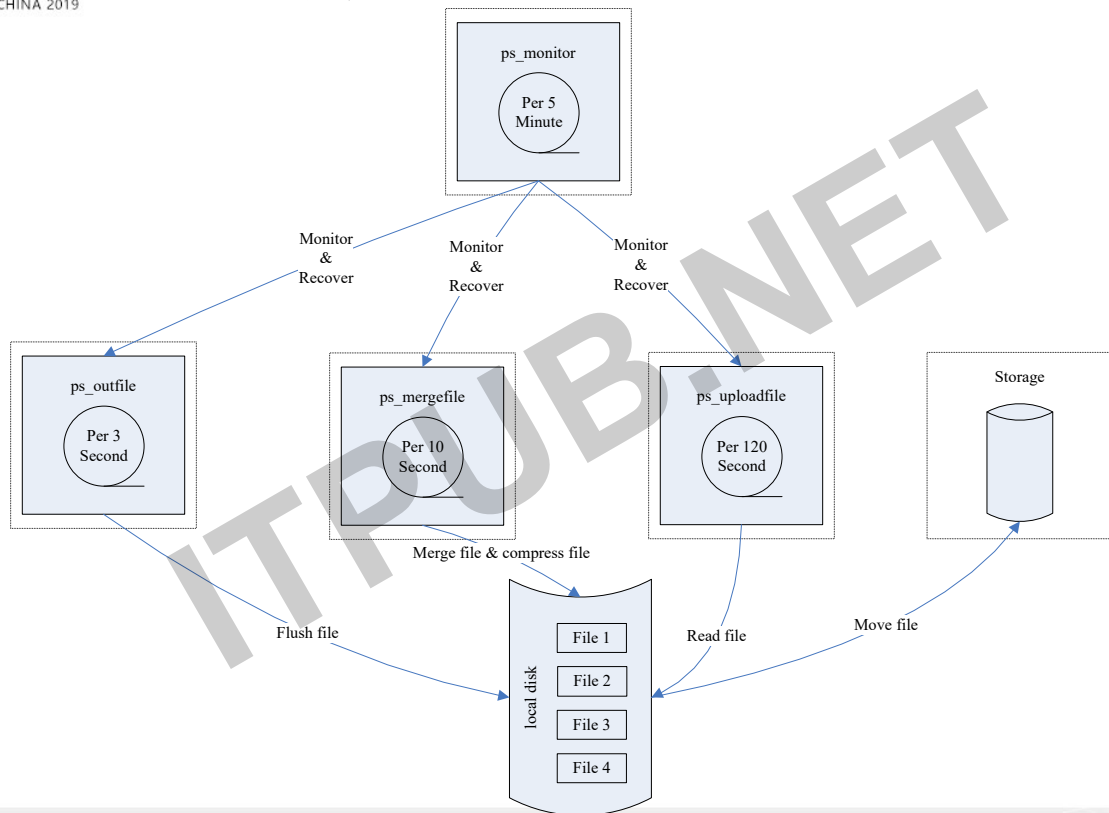 CHINA 2019
ps_monitor
Per 5
Minute
Monitor
&
Recover
Monitor
&
Recover
Monitor
&
Recover
ps_outfile
Per 3
Second
ps_mergefile
Per 10
Second
ps_uploadfile
Per 120
Second
Storage
Merge file & compress file
Flush file
Read file
Move file
local disk
File 1
File 2
File 3
File 4
ITPUB.NET